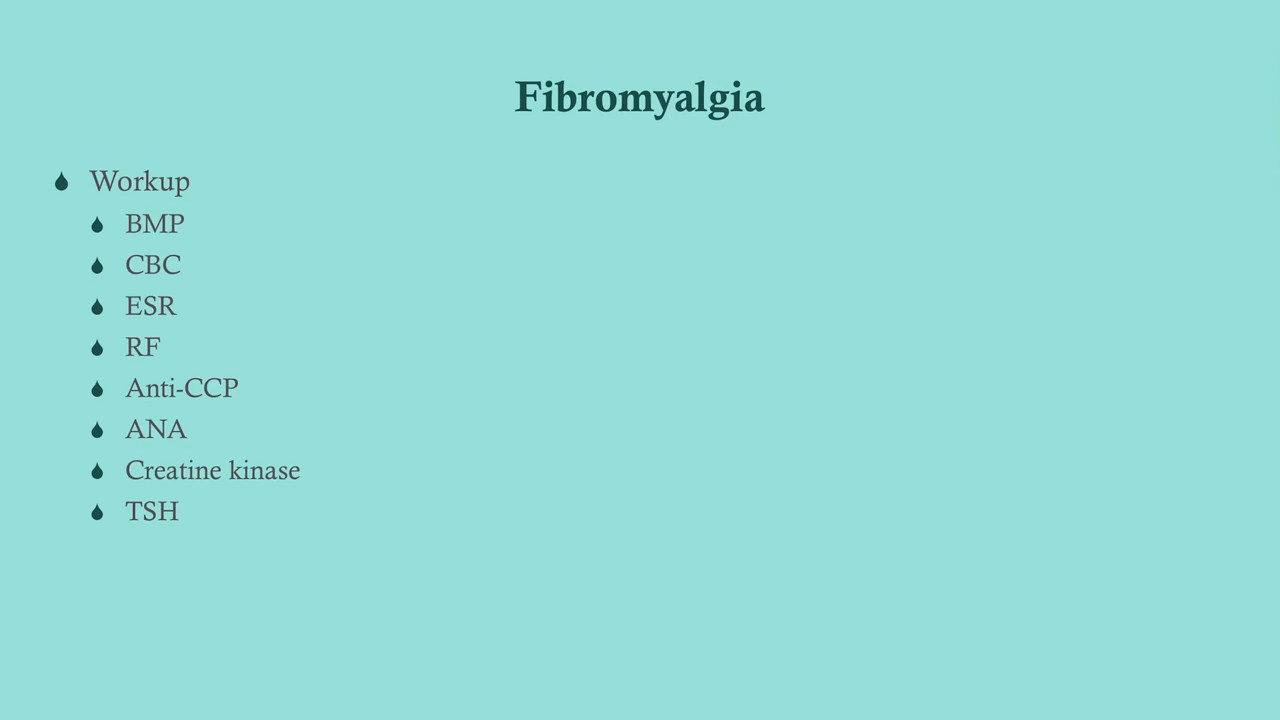 Fibromyalgia
Workup
BMP
CBC
ESR
RF
Anti-CCP
ANA
Creatine kinase
TSH